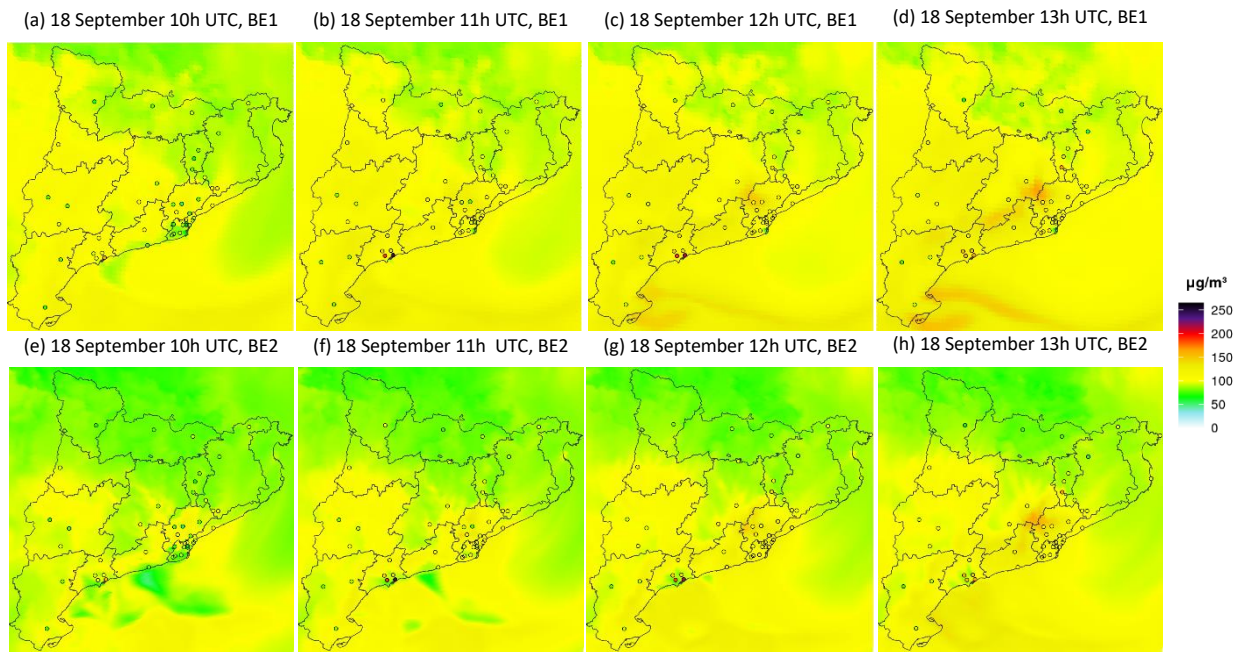 (a) 18 September 10h UTC, BE1
(b) 18 September 11h UTC, BE1
(c) 18 September 12h UTC, BE1
(d) 18 September 13h UTC, BE1
µg/m³
250
200
150
100
50
0
(e) 18 September 10h UTC, BE2
(f) 18 September 11h UTC, BE2
(g) 18 September 12h UTC, BE2
(h) 18 September 13h UTC, BE2